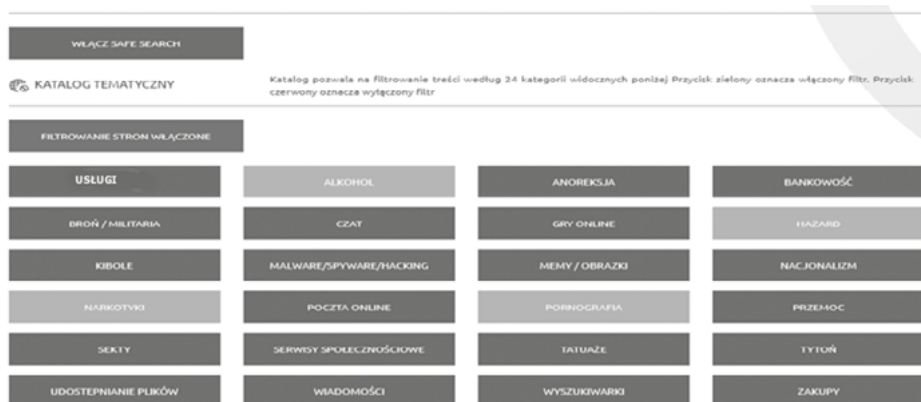 WŁĄCZ SAFE SEARCH
KATALOG TEMATYCZNY
Katalog pozwala na filtrowanie treści według 24 kategorii widocznych poniżej Przycisk zielony oznacza włączony filtr. Przycisk
czerwony oznacza wyłączony filtr
FILTROWANIE STRON WŁĄCZONE
USŁUGI ALKOHOL ANOREKSJA BANKOWOŚĆ
BROŃ / MILITARIA CZAT GRY ONLINE HAZARD
KIBOLE MALWARE/SPYWARE/HACKING MEMY / OBRAZKI NACJONALIZM
NARKOTYKI POCZTA ONLINE PORNOGRAFIA PRZEMOC
SEKTY SERWISY SPOŁECZNOŚCIOWE TATUAŻE TYTOŃ
UDOSTEPNIANIE PLIKÓW WIADOMOŚCI WYSZUKIWARKI ZAKUPY